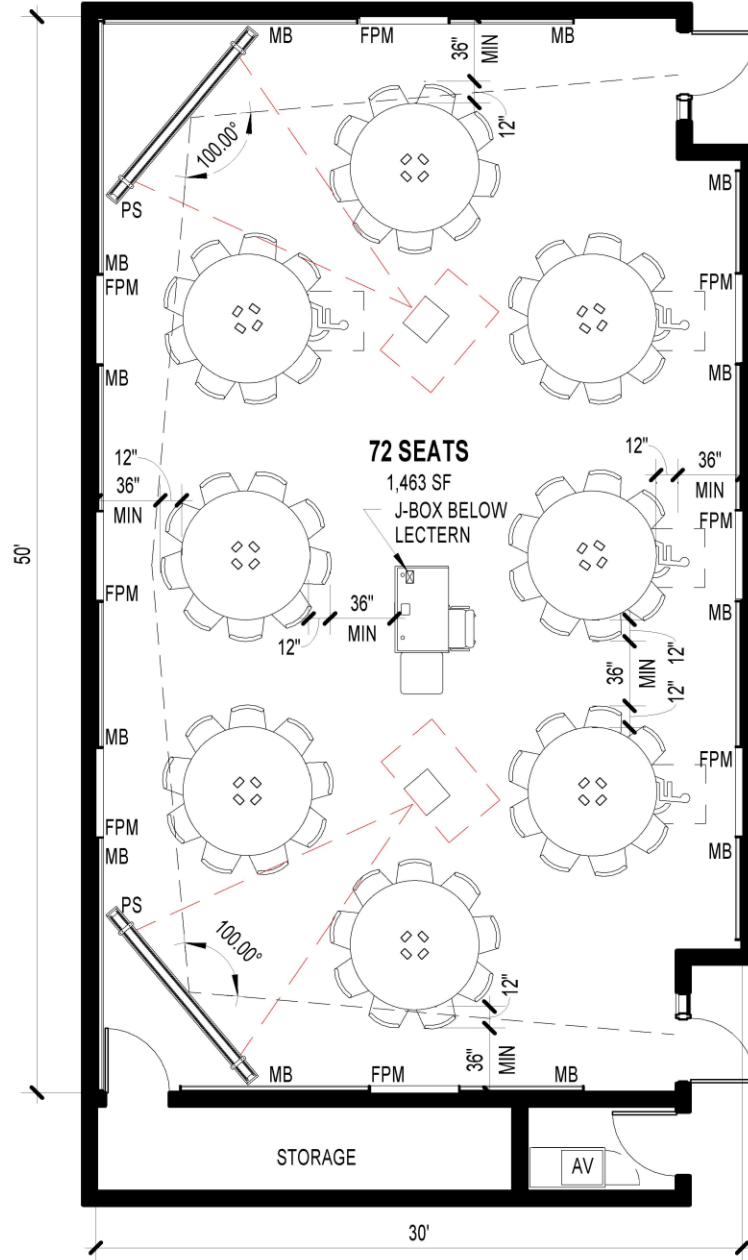 MB
FPM
MB
36"
MIN
12"
100.00°
PS
MB
MB
FPM
FPM
MB
MB
72 SEATS
1,463 SF
J-BOX BELOW
LECTERN
12"
36"
MIN
12"
36"
MIN
FPM
50'
FPM
MB
36"
MIN
12"
12"
36"
MIN
12"
MB
FPM
FPM
MB
MB
PS
100.00°
12"
36"
MIN
MB
FPM
MB
STORAGE
AV
30'